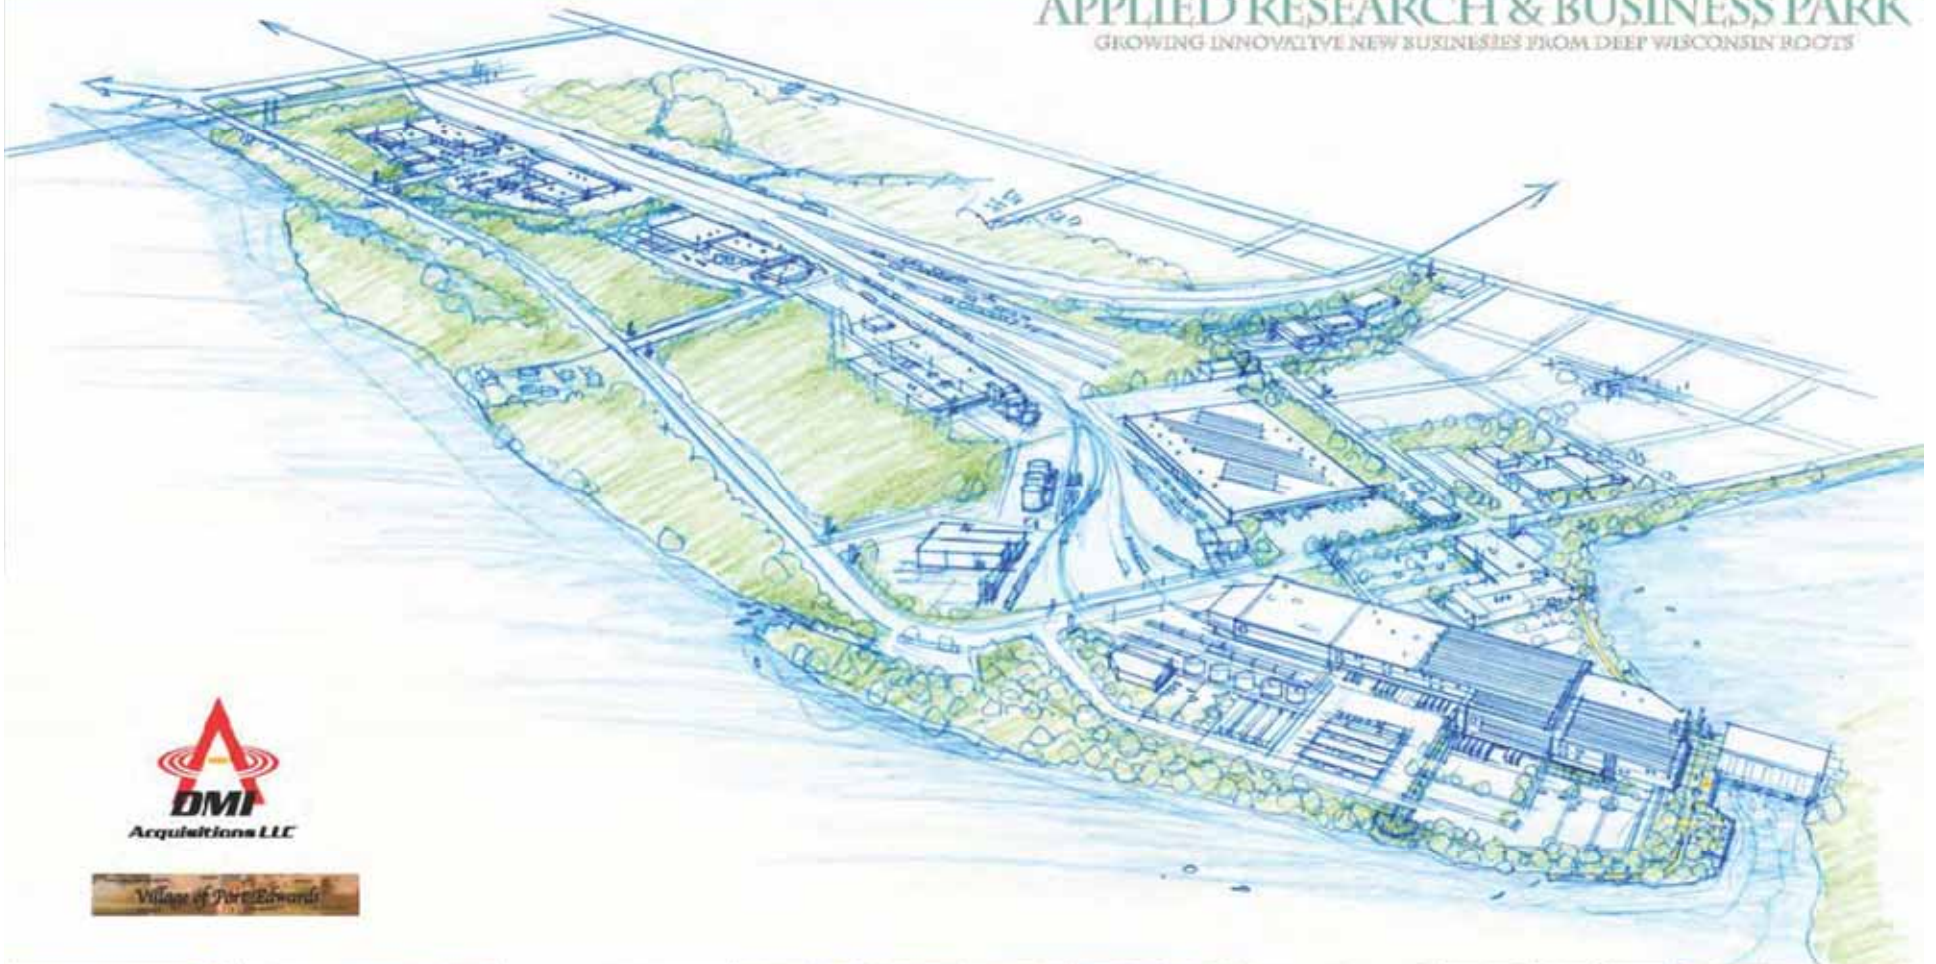 APPLIED RESEARCH & BUSINESS PARK
GROWING INNOVATIVE NEW BUSINESSES FROM DEEP WISCONSIN ROOTS
DMI
Acquisitions LLC
Village of Port Edwards